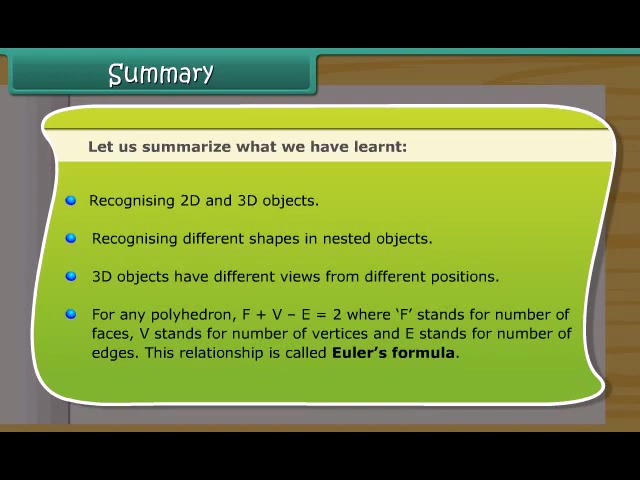 Summary
Let us summarize what we have learnt:
Recognising 2D and 3D objects.
Recognising different shapes in nested objects.
3D objects have different views from different positions.
For any polyhedron, F + V – E = 2 where ‘F’ stands for number of
faces, V stands for number of vertices and E stands for number of
edges. This relationship is called Euler’s formula.